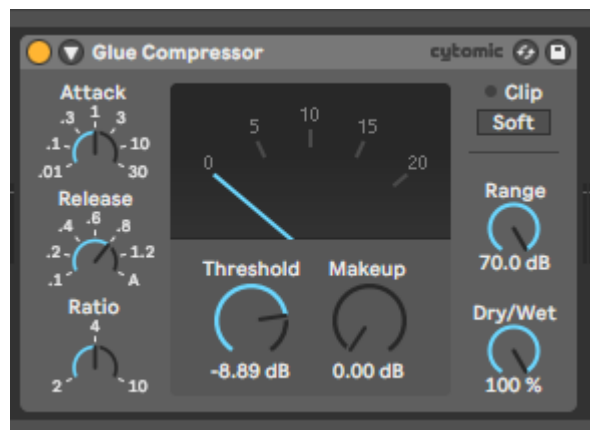 Glue Compressor
cytomic
Attack
.01 .1 .3 1 3 10 30
Release
.1 .2 .4 .6 .8 1.2 A
Ratio
2 4 10
0 5 10 15 20
Threshold
-8.89 dB
Makeup
0.00 dB
Clip
Soft
Range
70.0 dB
Dry/Wet
100 %